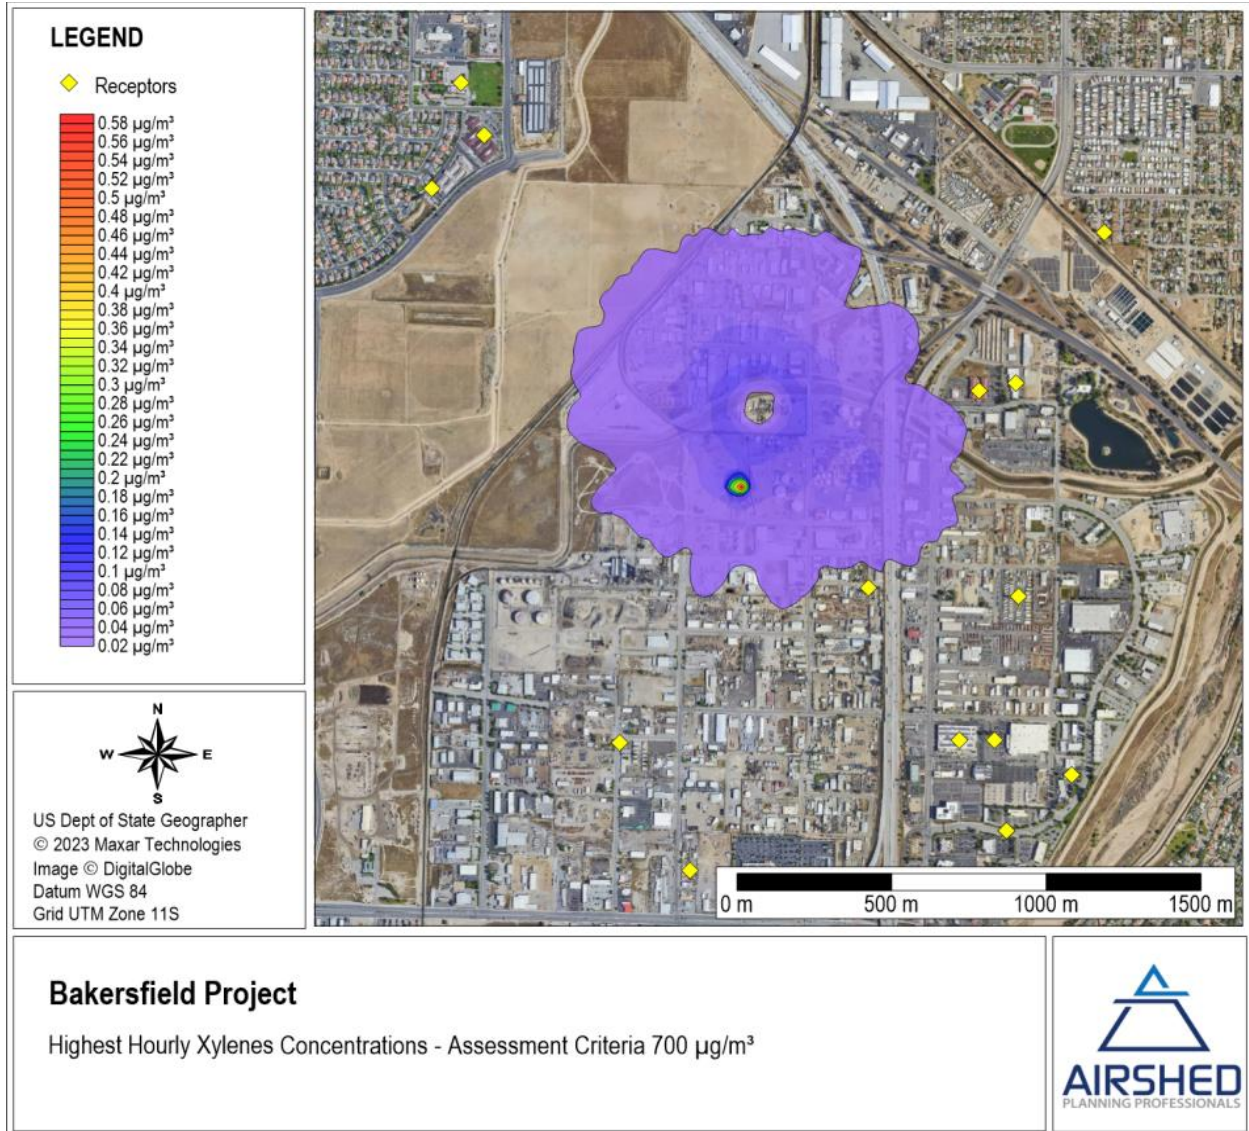 LEGEND
Receptors
0.58 µg/m³
0.56 µg/m³
0.54 µg/m³
0.52 µg/m³
0.5 µg/m³
0.48 µg/m³
0.46 µg/m³
0.44 µg/m³
0.42 µg/m³
0.4 µg/m³
0.38 µg/m³
0.36 µg/m³
0.34 µg/m³
0.32 µg/m³
0.3 µg/m³
0.28 µg/m³
0.26 µg/m³
0.24 µg/m³
0.22 µg/m³
0.2 µg/m³
0.18 µg/m³
0.16 µg/m³
0.14 µg/m³
0.12 µg/m³
0.1 µg/m³
0.08 µg/m³
0.06 µg/m³
0.04 µg/m³
0.02 µg/m³
N
W E
S
US Dept of State Geographer
© 2023 Maxar Technologies
Image © DigitalGlobe
Datum WGS 84
Grid UTM Zone 11S
0 m 500 m 1000 m 1500 m
Bakersfield Project
Highest Hourly Xylenes Concentrations - Assessment Criteria 700 µg/m³
AIRSHED
PLANNING PROFESSIONALS